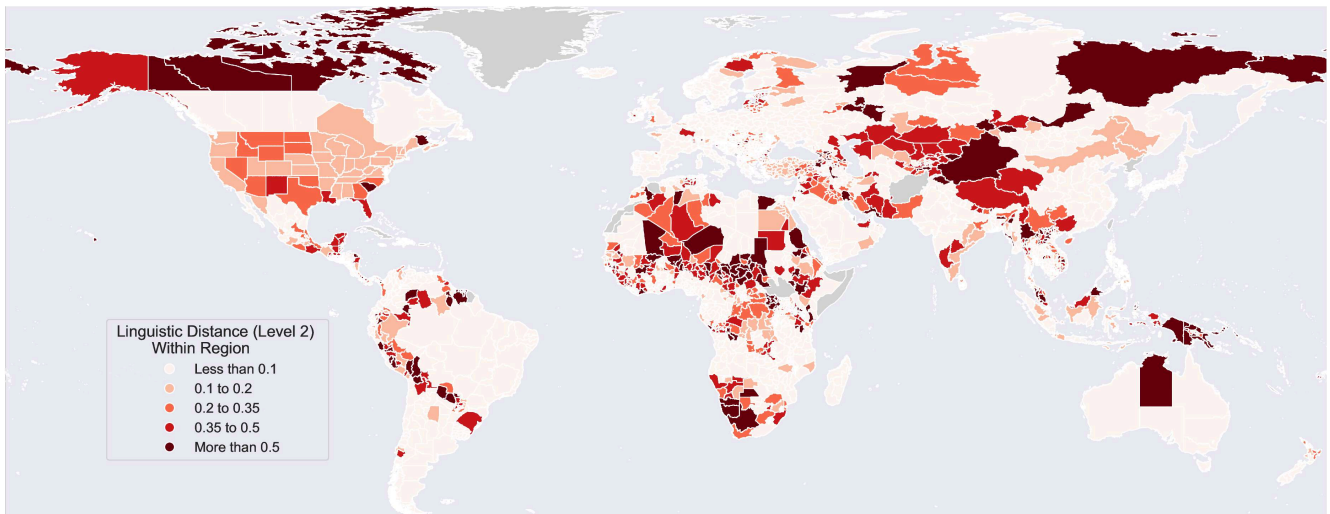 Linguistic Distance (Level 2)
Within Region
Less than 0.1
0.1 to 0.2
0.2 to 0.35
0.35 to 0.5
More than 0.5